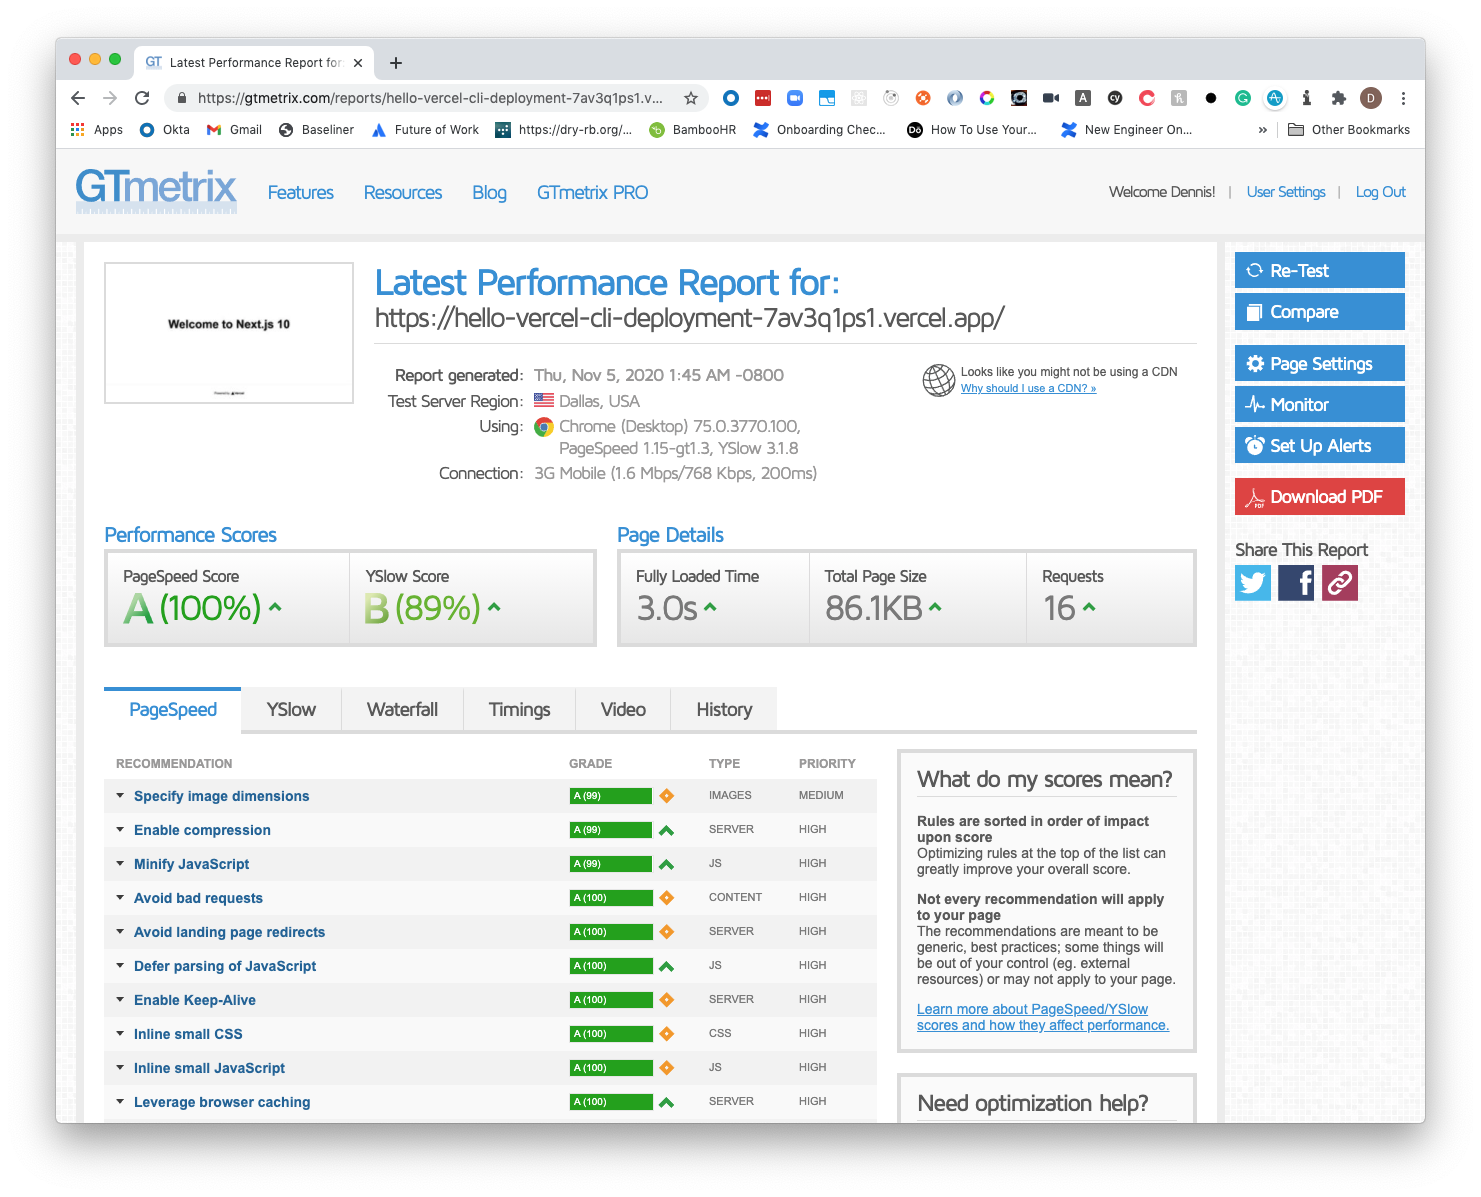 GT Latest Performance Report for
https://gtmetrix.com/reports/hello-vercel-cli-deployment-7av3q1ps1.v...
Apps Okta Gmail Baseliner Future of Work https://dry-rb.org/... BambooHR Onboarding Chec... How To Use Your... New Engineer On... » Other Bookmarks
GTmetrix Features Resources Blog GTmetrix PRO Welcome Dennis! | User Settings | Log Out
Welcome to Next.js 10
Latest Performance Report for:
https://hello-vercel-cli-deployment-7av3q1ps1.vercel.app/
Report generated: Thu, Nov 5, 2020 1:45 AM -0800
Test Server Region: Dallas, USA
Using: Chrome (Desktop) 75.0.3770.100,
PageSpeed 1.15-gt1.3, YSlow 3.1.8
Connection: 3G Mobile (1.6 Mbps/768 Kbps, 200ms)
Looks like you might not be using a CDN
Why should I use a CDN? »
Re-Test
Compare
Page Settings
Monitor
Set Up Alerts
Download PDF
Share This Report
Performance Scores
PageSpeed Score YSlow Score
A (100%) B (89%)
Page Details
Fully Loaded Time Total Page Size Requests
3.0s 86.1KB 16
PageSpeed YSlow Waterfall Timings Video History
RECOMMENDATION GRADE TYPE PRIORITY
Specify image dimensions A (99) IMAGES MEDIUM
Enable compression A (99) SERVER HIGH
Minify JavaScript A (99) JS HIGH
Avoid bad requests A (100) CONTENT HIGH
Avoid landing page redirects A (100) SERVER HIGH
Defer parsing of JavaScript A (100) JS HIGH
Enable Keep-Alive A (100) SERVER HIGH
Inline small CSS A (100) CSS HIGH
Inline small JavaScript A (100) JS HIGH
Leverage browser caching A (100) SERVER HIGH
What do my scores mean?
Rules are sorted in order of impact
upon score
Optimizing rules at the top of the list can
greatly improve your overall score.
Not every recommendation will apply
to your page
The recommendations are meant to be
generic, best practices; some things will
be out of your control (eg. external
resources) or may not apply to your page.
Learn more about PageSpeed/YSlow
scores and how they affect performance.
Need optimization help?